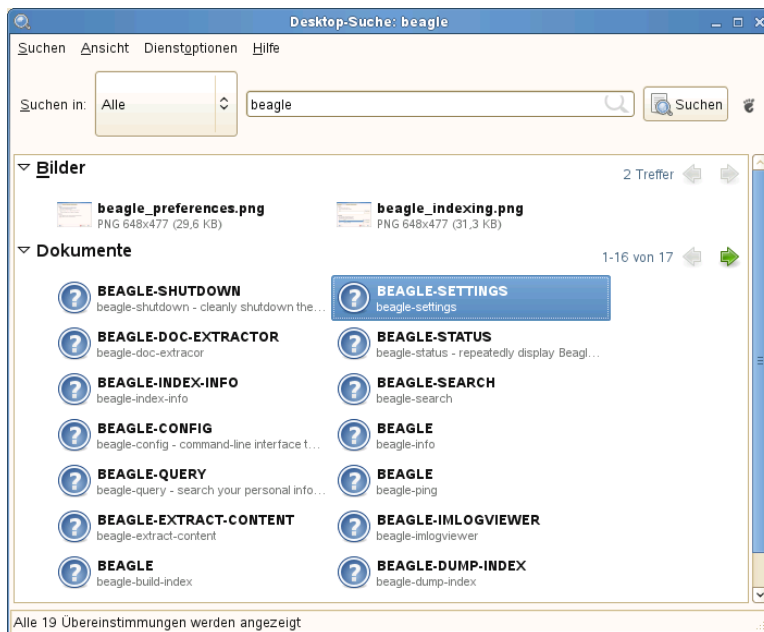 Desktop-Suche: beagle
Suchen Ansicht Dienstoptionen Hilfe
Suchen in: Alle beagle Suchen
Bilder 2 Treffer
beagle_preferences.png beagle_indexing.png
PNG 648x477 (29,6 KB) PNG 648x477 (31,3 KB)
Dokumente 1-16 von 17
BEAGLE-SHUTDOWN BEAGLE-SETTINGS
beagle-shutdown - cleanly shutdown the... beagle-settings
BEAGLE-DOC-EXTRACTOR BEAGLE-STATUS
beagle-doc-extracor beagle-status - repeatedly display Beagl...
BEAGLE-INDEX-INFO BEAGLE-SEARCH
beagle-index-info beagle-search
BEAGLE-CONFIG BEAGLE
beagle-config - command-line interface t... beagle-info
BEAGLE-QUERY BEAGLE
beagle-query - search your personal info... beagle-ping
BEAGLE-EXTRACT-CONTENT BEAGLE-IMLOGVIEWER
beagle-extract-content beagle-imlogviewer
BEAGLE BEAGLE-DUMP-INDEX
beagle-build-index beagle-dump-index
Alle 19 Übereinstimmungen werden angezeigt